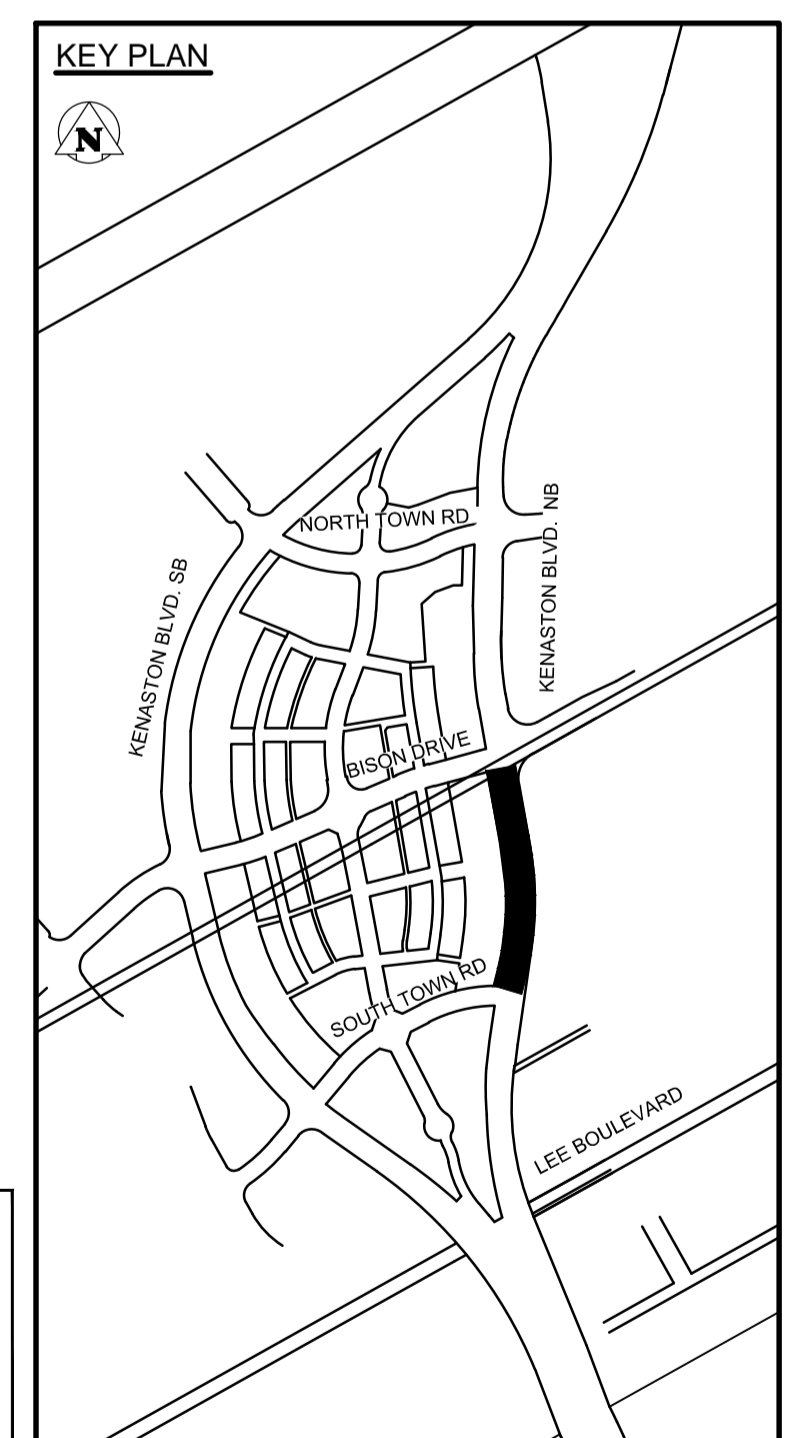 KEY PLAN
N
NORTH TOWN RD
KENASTON BLVD. NB
KENASTON BLVD. SB
BISON DRIVE
SOUTH TOWN RD
LEE BOULEVARD